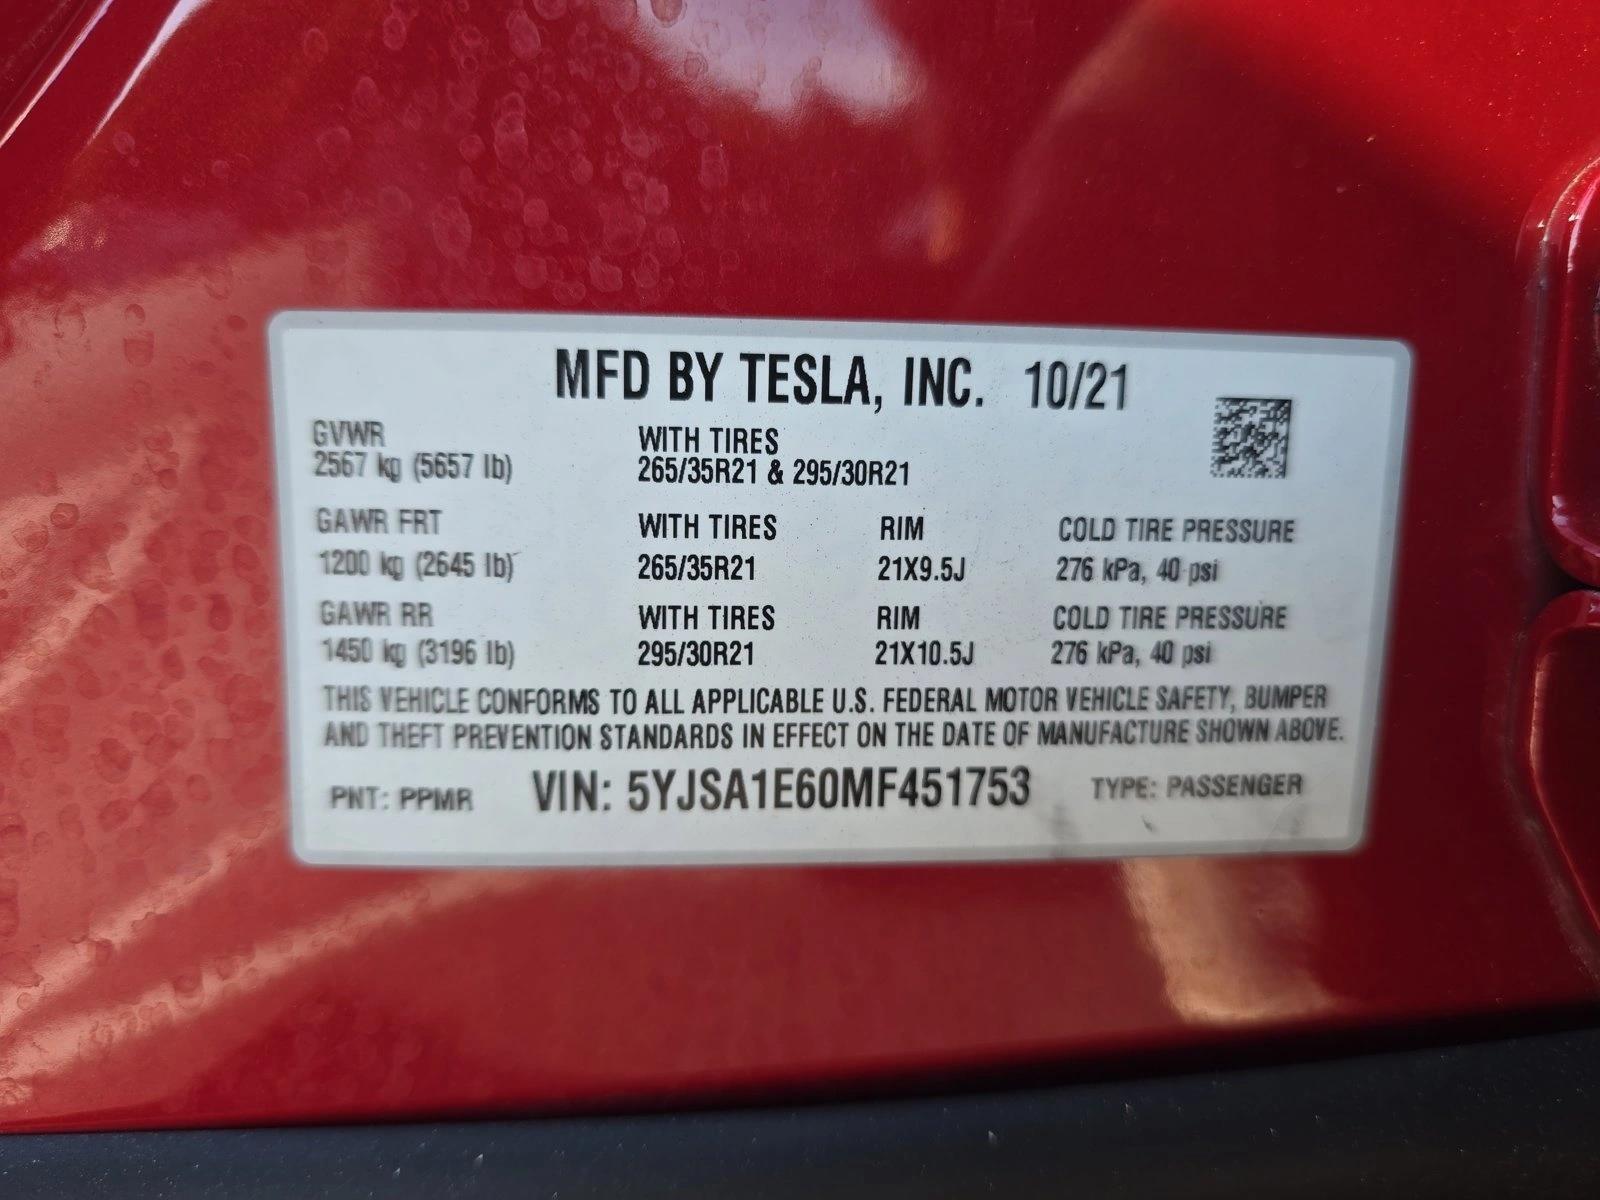 MFD BY TESLA, INC. 10/21
GVWR WITH TIRES
2567 kg (5657 lb) 265/35R21 & 295/30R21
GAWR FRT WITH TIRES RIM COLD TIRE PRESSURE
1200 kg (2645 lb) 265/35R21 21X9.5J 276 kPa, 40 psi
GAWR RR WITH TIRES RIM COLD TIRE PRESSURE
1450 kg (3196 lb) 295/30R21 21X10.5J 276 kPa, 40 psi
THIS VEHICLE CONFORMS TO ALL APPLICABLE U.S. FEDERAL MOTOR VEHICLE SAFETY, BUMPER
AND THEFT PREVENTION STANDARDS IN EFFECT ON THE DATE OF MANUFACTURE SHOWN ABOVE.
PNT: PPMR VIN: 5YJSA1E60MF451753 TYPE: PASSENGER